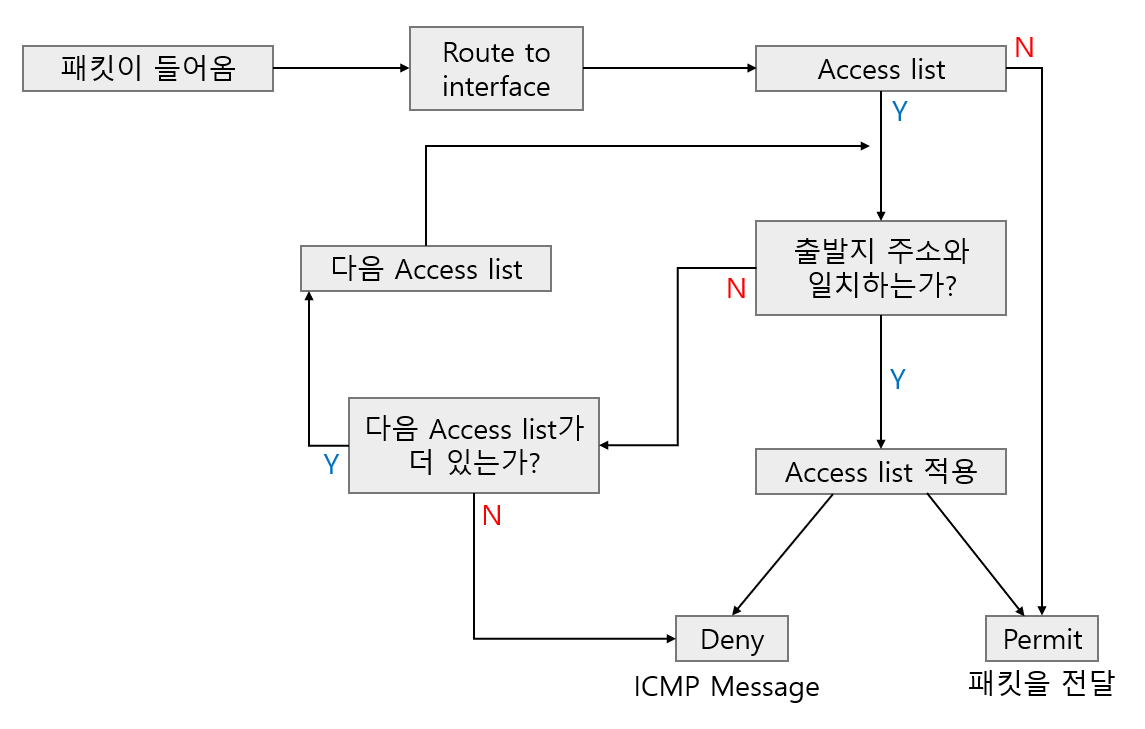 패킷이 들어옴
Route to
interface
Access list
N
Y
다음 Access list
출발지 주소와
일치하는가?
N
Y
다음 Access list가
더 있는가?
Y
N
Access list 적용
Deny
ICMP Message
Permit
패킷을 전달